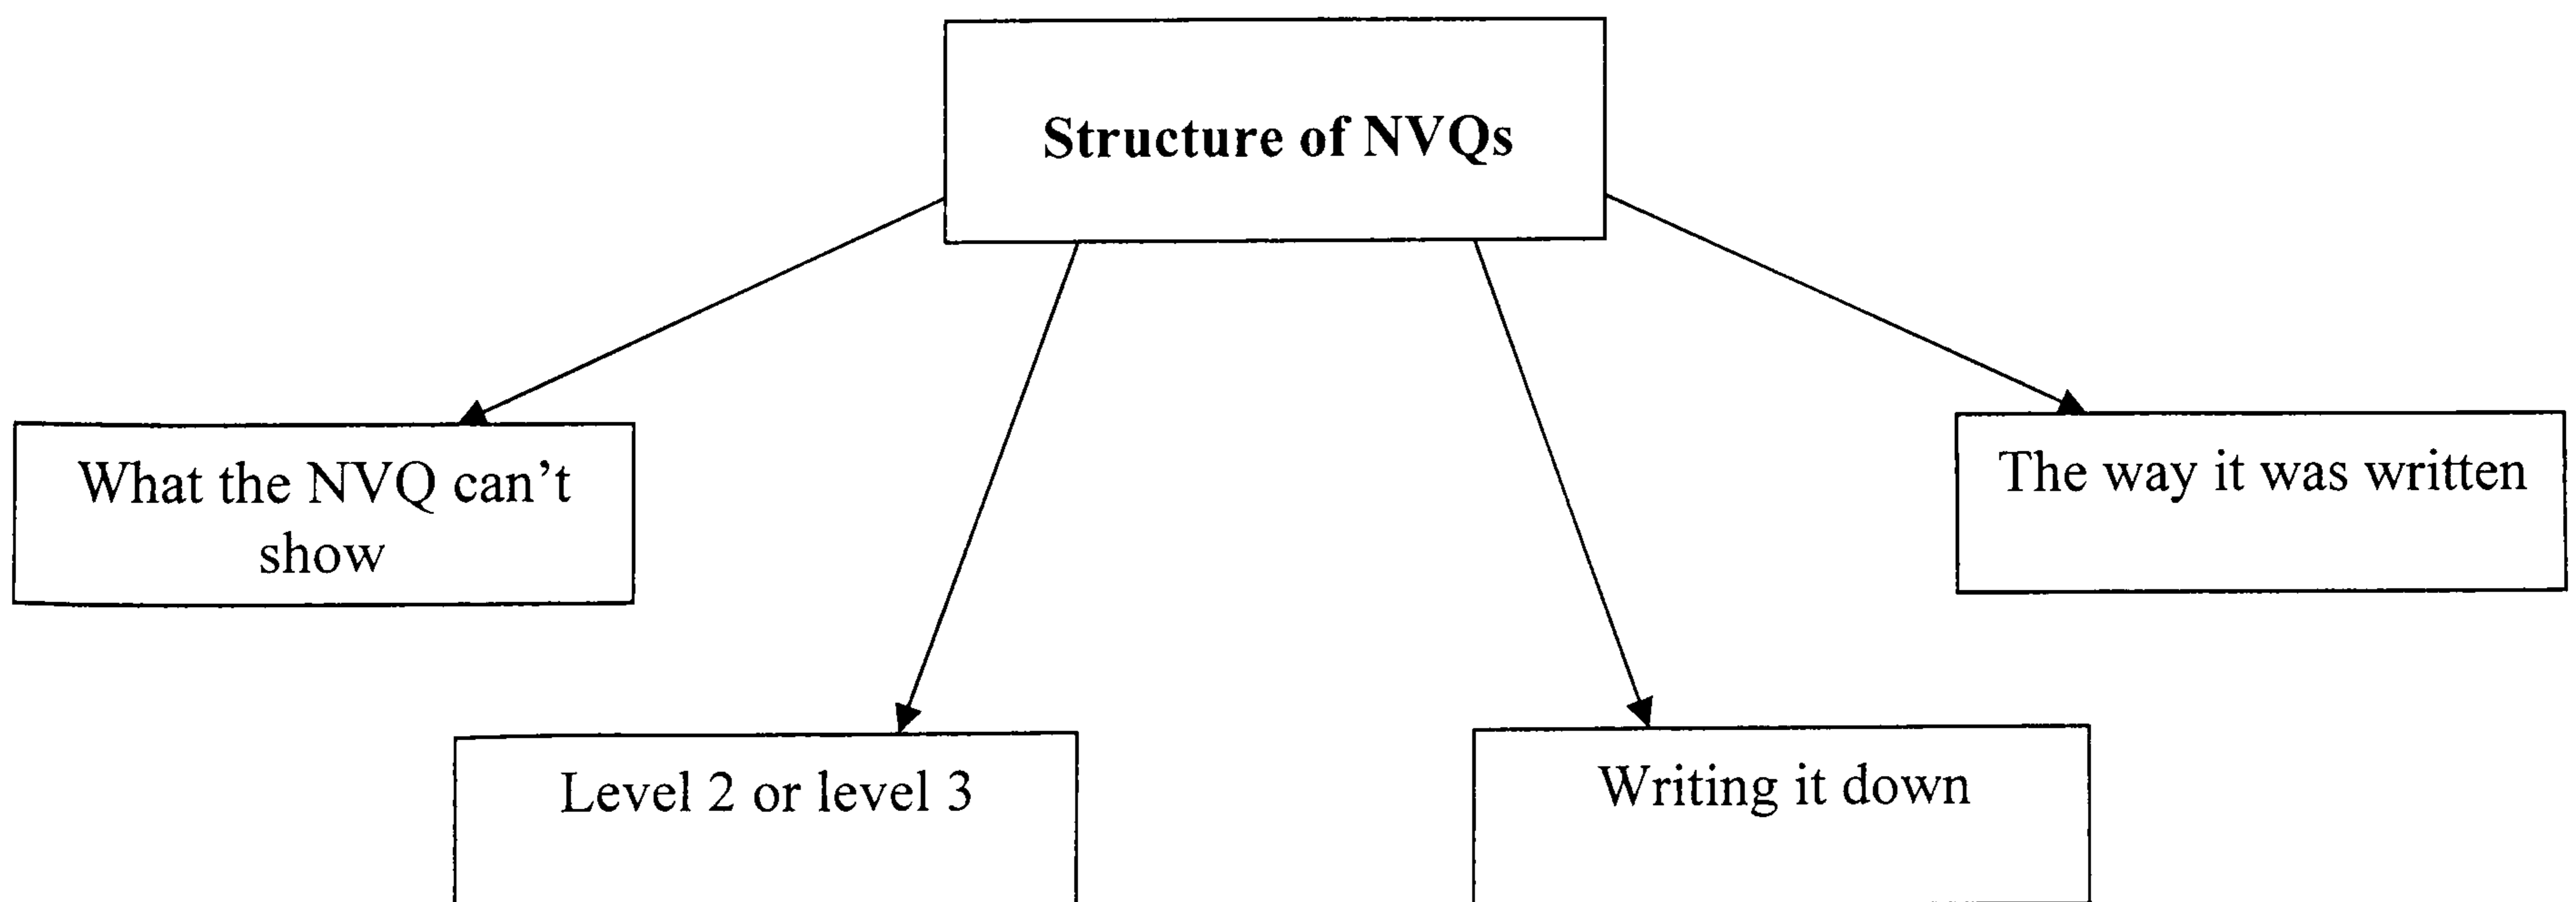 Structure of NVQs
What the NVQ can’t
show
The way it was written
Level 2 or level 3
Writing it down